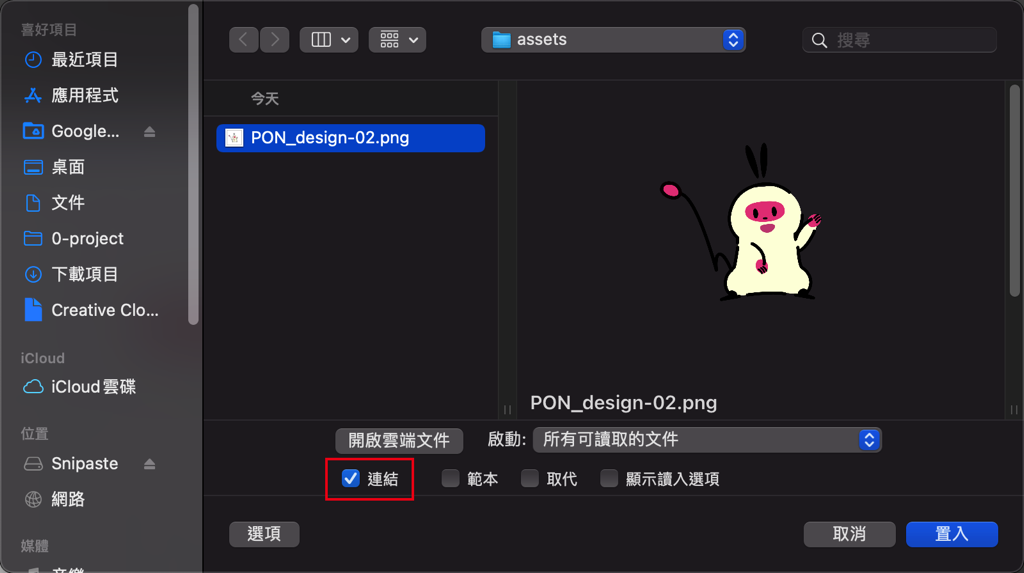 喜好項目
最近項目
應用程式
Google...
桌面
文件
0-project
下載項目
Creative Clo...
iCloud
iCloud雲碟
位置
Snipaste
網路
媒體
音樂
assets
搜尋
今天
PON_design-02.png
PON_design-02.png
開啟雲端文件
啟動:
所有可讀取的文件
連結
範本
取代
顯示讀入選項
選項
取消
置入